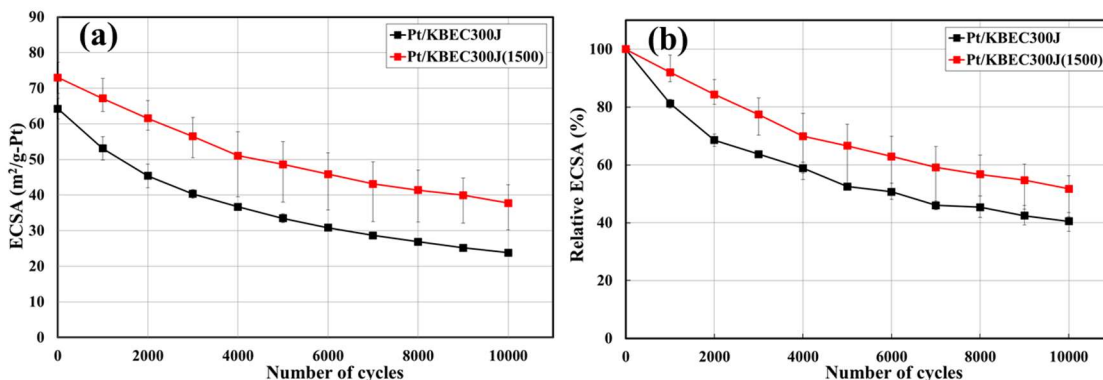 (a)
Pt/KBEC300J
Pt/KBEC300J(1500)
ECSA (m²/g-Pt)
90
80
70
60
50
40
30
20
10
0
0 2000 4000 6000 8000 10000
Number of cycles
(b)
Pt/KBEC300J
Pt/KBEC300J(1500)
Relative ECSA (%)
100
80
60
40
20
0
0 2000 4000 6000 8000 10000
Number of cycles